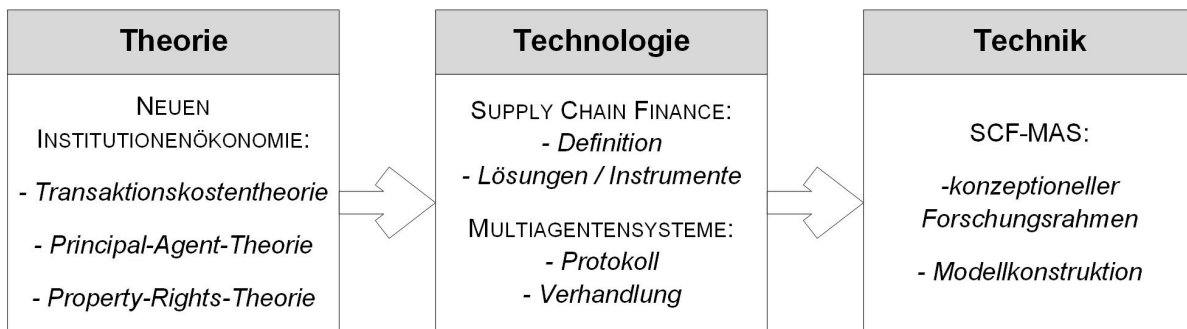 Theorie
NEUEN
INSTITUTIONENÖKONOMIE:
- Transaktionskostentheorie
- Principal-Agent-Theorie
- Property-Rights-Theorie
Technologie
SUPPLY CHAIN FINANCE:
- Definition
- Lösungen / Instrumente
MULTIAGENTENSYSTEME:
- Protokoll
- Verhandlung
Technik
SCF-MAS:
-konzeptioneller
Forschungsrahmen
- Modellkonstruktion